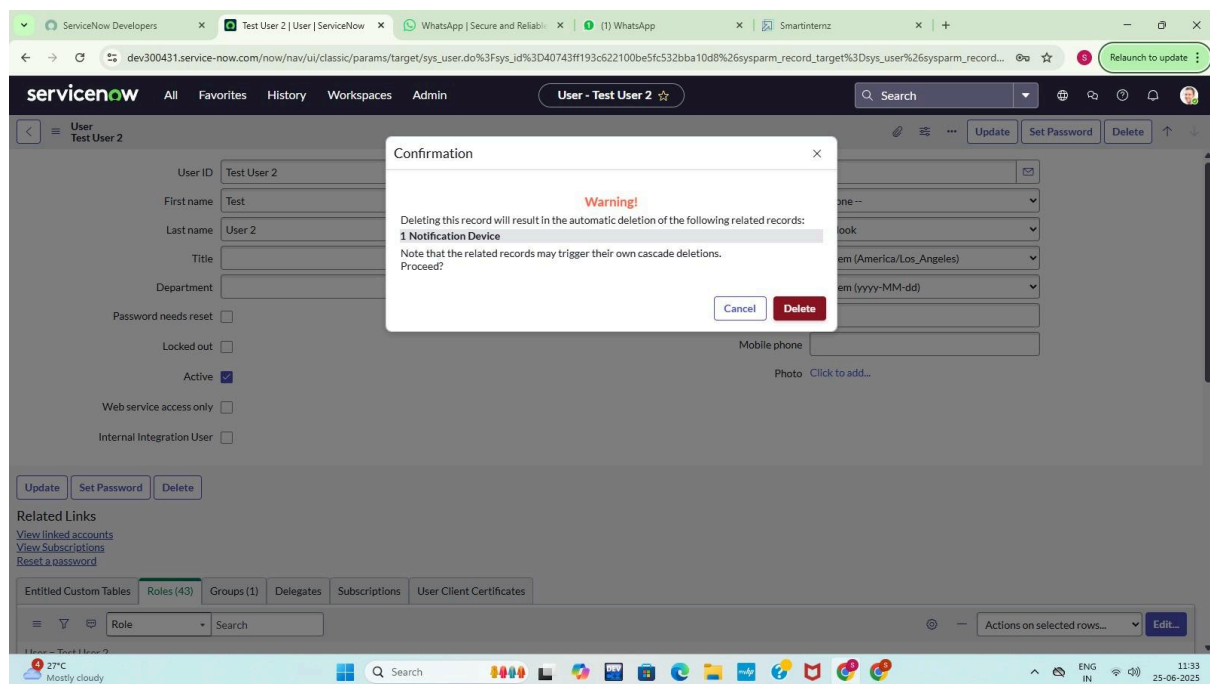 ServiceNow Developers
Test User 2 | User | ServiceNow
WhatsApp | Secure and Reliable
(1) WhatsApp
Smartinternz
dev300431.service-now.com/now/nav/ui/classic/params/target/sys_user.do%3Fsys_id%3D40743ff193c622100be5fc532bba10d8%26sysparm_record_target%3Dsys_user%26sysparm_record...
S
Relaunch to update
servicenow
All
Favorites
History
Workspaces
Admin
User - Test User 2
Search
User
Test User 2
Update
Set Password
Delete
Confirmation
Warning!
Deleting this record will result in the automatic deletion of the following related records:
1 Notification Device
Note that the related records may trigger their own cascade deletions.
Proceed?
Cancel
Delete
User ID
Test User 2
First name
Test
one --
Last name
User 2
look
Title
em (America/Los_Angeles)
Department
em (yyyy-MM-dd)
Password needs reset
Locked out
Mobile phone
Active
Photo
Click to add...
Web service access only
Internal Integration User
Update
Set Password
Delete
Related Links
View linked accounts
View Subscriptions
Reset a password
Entitled Custom Tables
Roles (43)
Groups (1)
Delegates
Subscriptions
User Client Certificates
Role
Search
Actions on selected rows...
Edit...
User = Test User 2
4
27°C
Mostly cloudy
Search
DEV
ENG
IN
11:33
25-06-2025